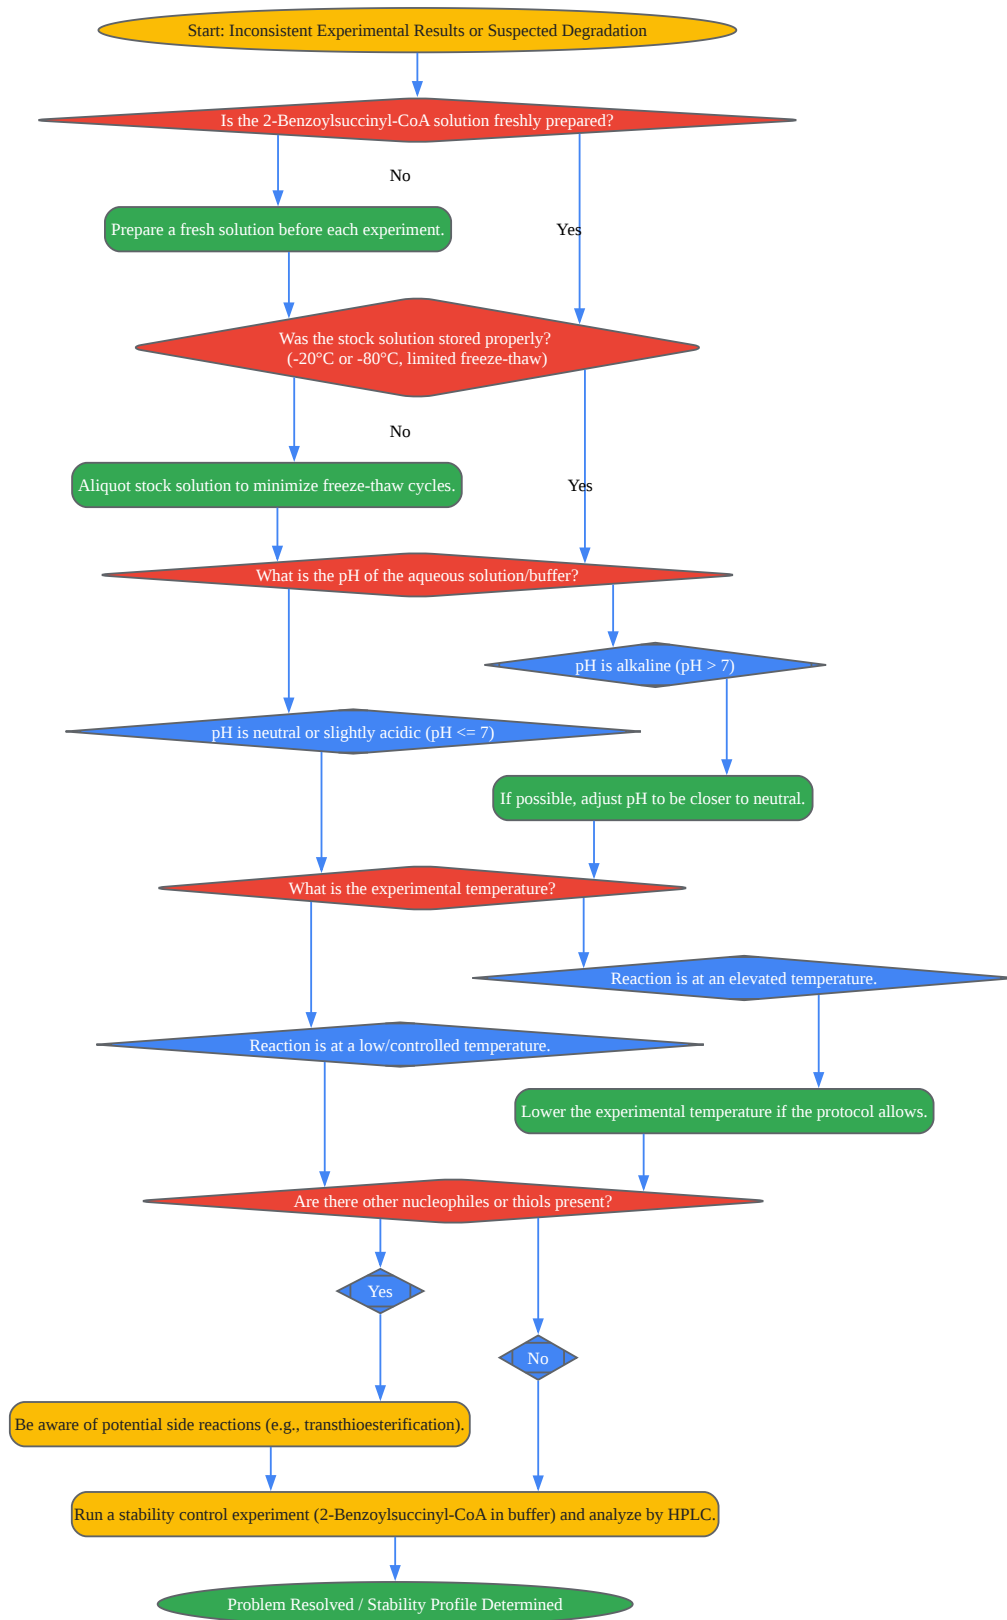 Start: Inconsistent Experimental Results or Suspected Degradation
Is the 2-Benzoylsuccinyl-CoA solution freshly prepared?
No
Prepare a fresh solution before each experiment.
Yes
Was the stock solution stored properly?
(-20°C or -80°C, limited freeze-thaw)
No
Aliquot stock solution to minimize freeze-thaw cycles.
Yes
What is the pH of the aqueous solution/buffer?
pH is alkaline (pH > 7)
pH is neutral or slightly acidic (pH <= 7)
If possible, adjust pH to be closer to neutral.
What is the experimental temperature?
Reaction is at an elevated temperature.
Reaction is at a low/controlled temperature.
Lower the experimental temperature if the protocol allows.
Are there other nucleophiles or thiols present?
Yes
No
Be aware of potential side reactions (e.g., transthioesterification).
Run a stability control experiment (2-Benzoylsuccinyl-CoA in buffer) and analyze by HPLC.
Problem Resolved / Stability Profile Determined